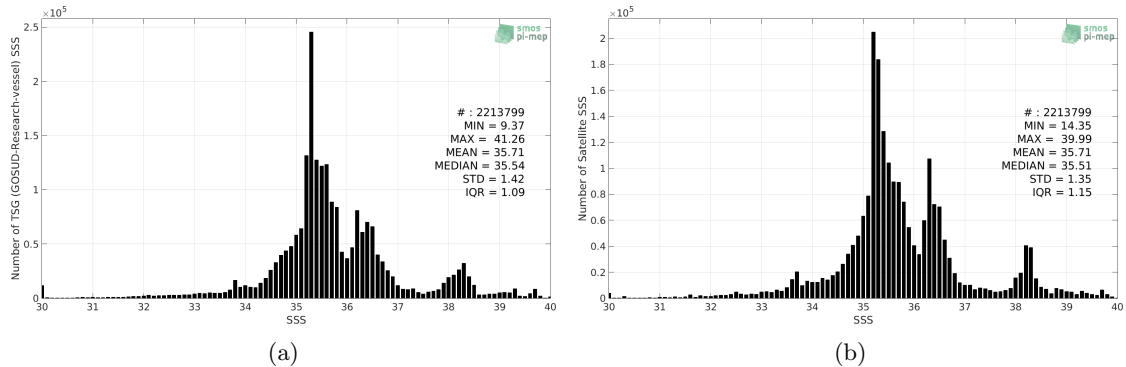 ×10⁵
2.5
2
1.5
1
0.5
0
30 31 32 33 34 35 36 37 38 39 40
SSS
Number of TSG (GOSUD-Research-vessel) SSS
smos
pi-mep
# : 2213799
MIN = 9.37
MAX = 41.26
MEAN = 35.71
MEDIAN = 35.54
STD = 1.42
IQR = 1.09
(a)
×10⁵
2
1.8
1.6
1.4
1.2
1
0.8
0.6
0.4
0.2
0
30 31 32 33 34 35 36 37 38 39 40
SSS
Number of Satellite SSS
smos
pi-mep
# : 2213799
MIN = 14.35
MAX = 39.99
MEAN = 35.71
MEDIAN = 35.51
STD = 1.35
IQR = 1.15
(b)